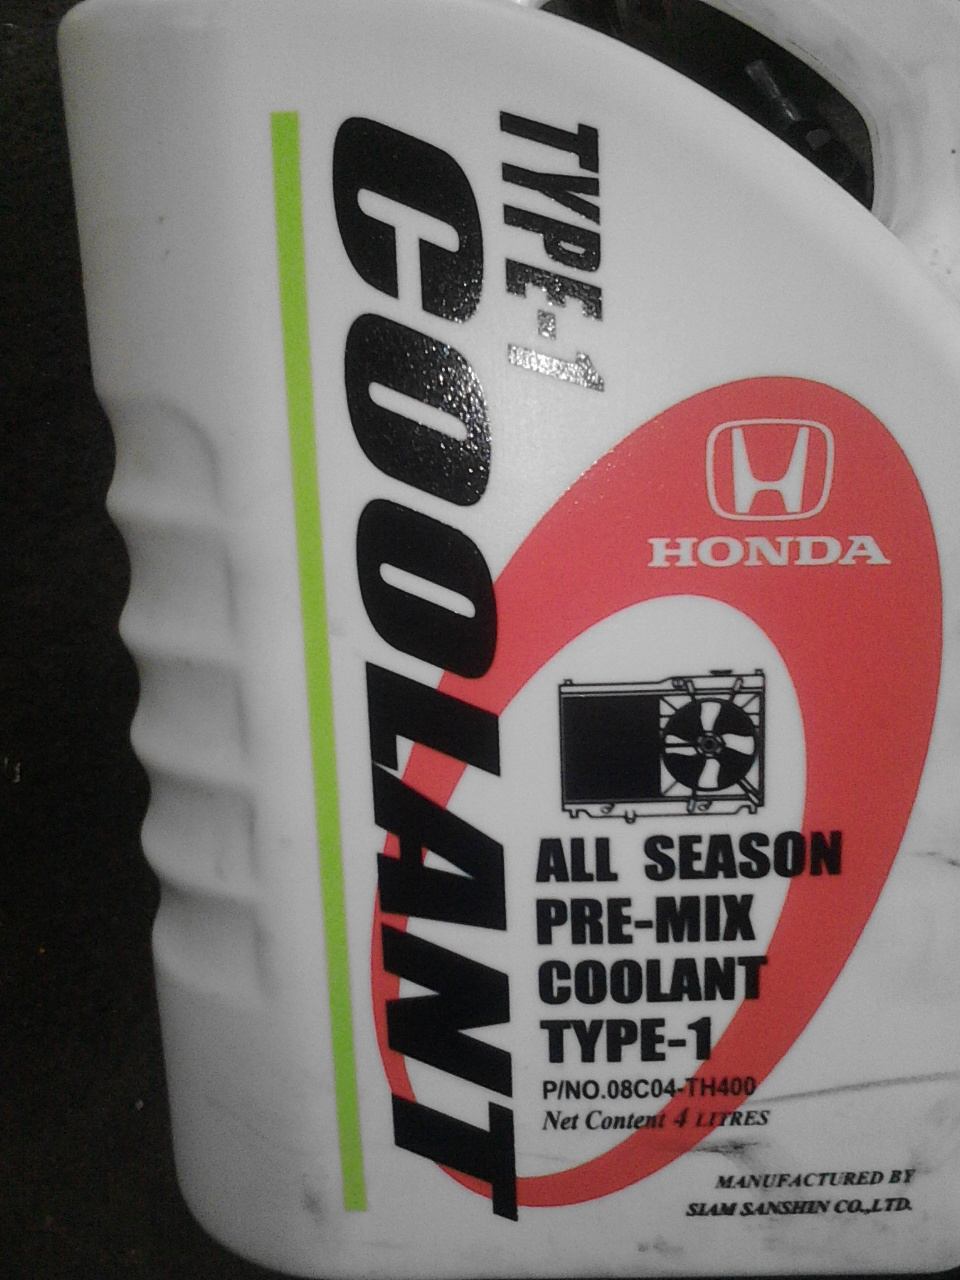 TYPE-1
COOLANT
HONDA
ALL SEASON
PRE-MIX
COOLANT
TYPE-1
P/NO.08C04-TH400
Net Content 4 LITRES
MANUFACTURED BY
SIAM SANSHIN CO.,LTD.